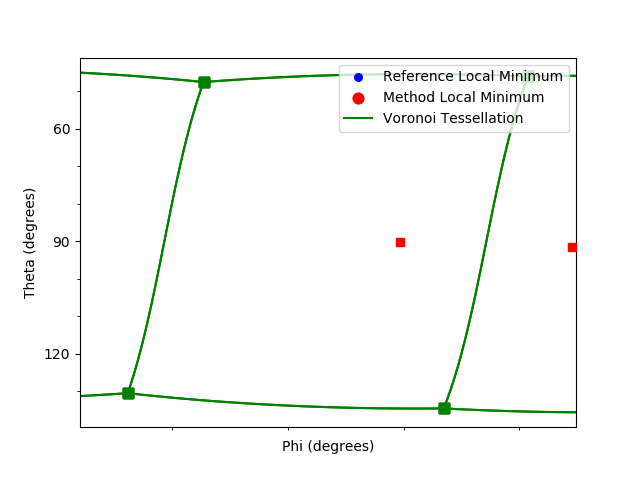 Reference Local Minimum
Method Local Minimum
Voronoi Tessellation
60
90
120
Theta (degrees)
Phi (degrees)